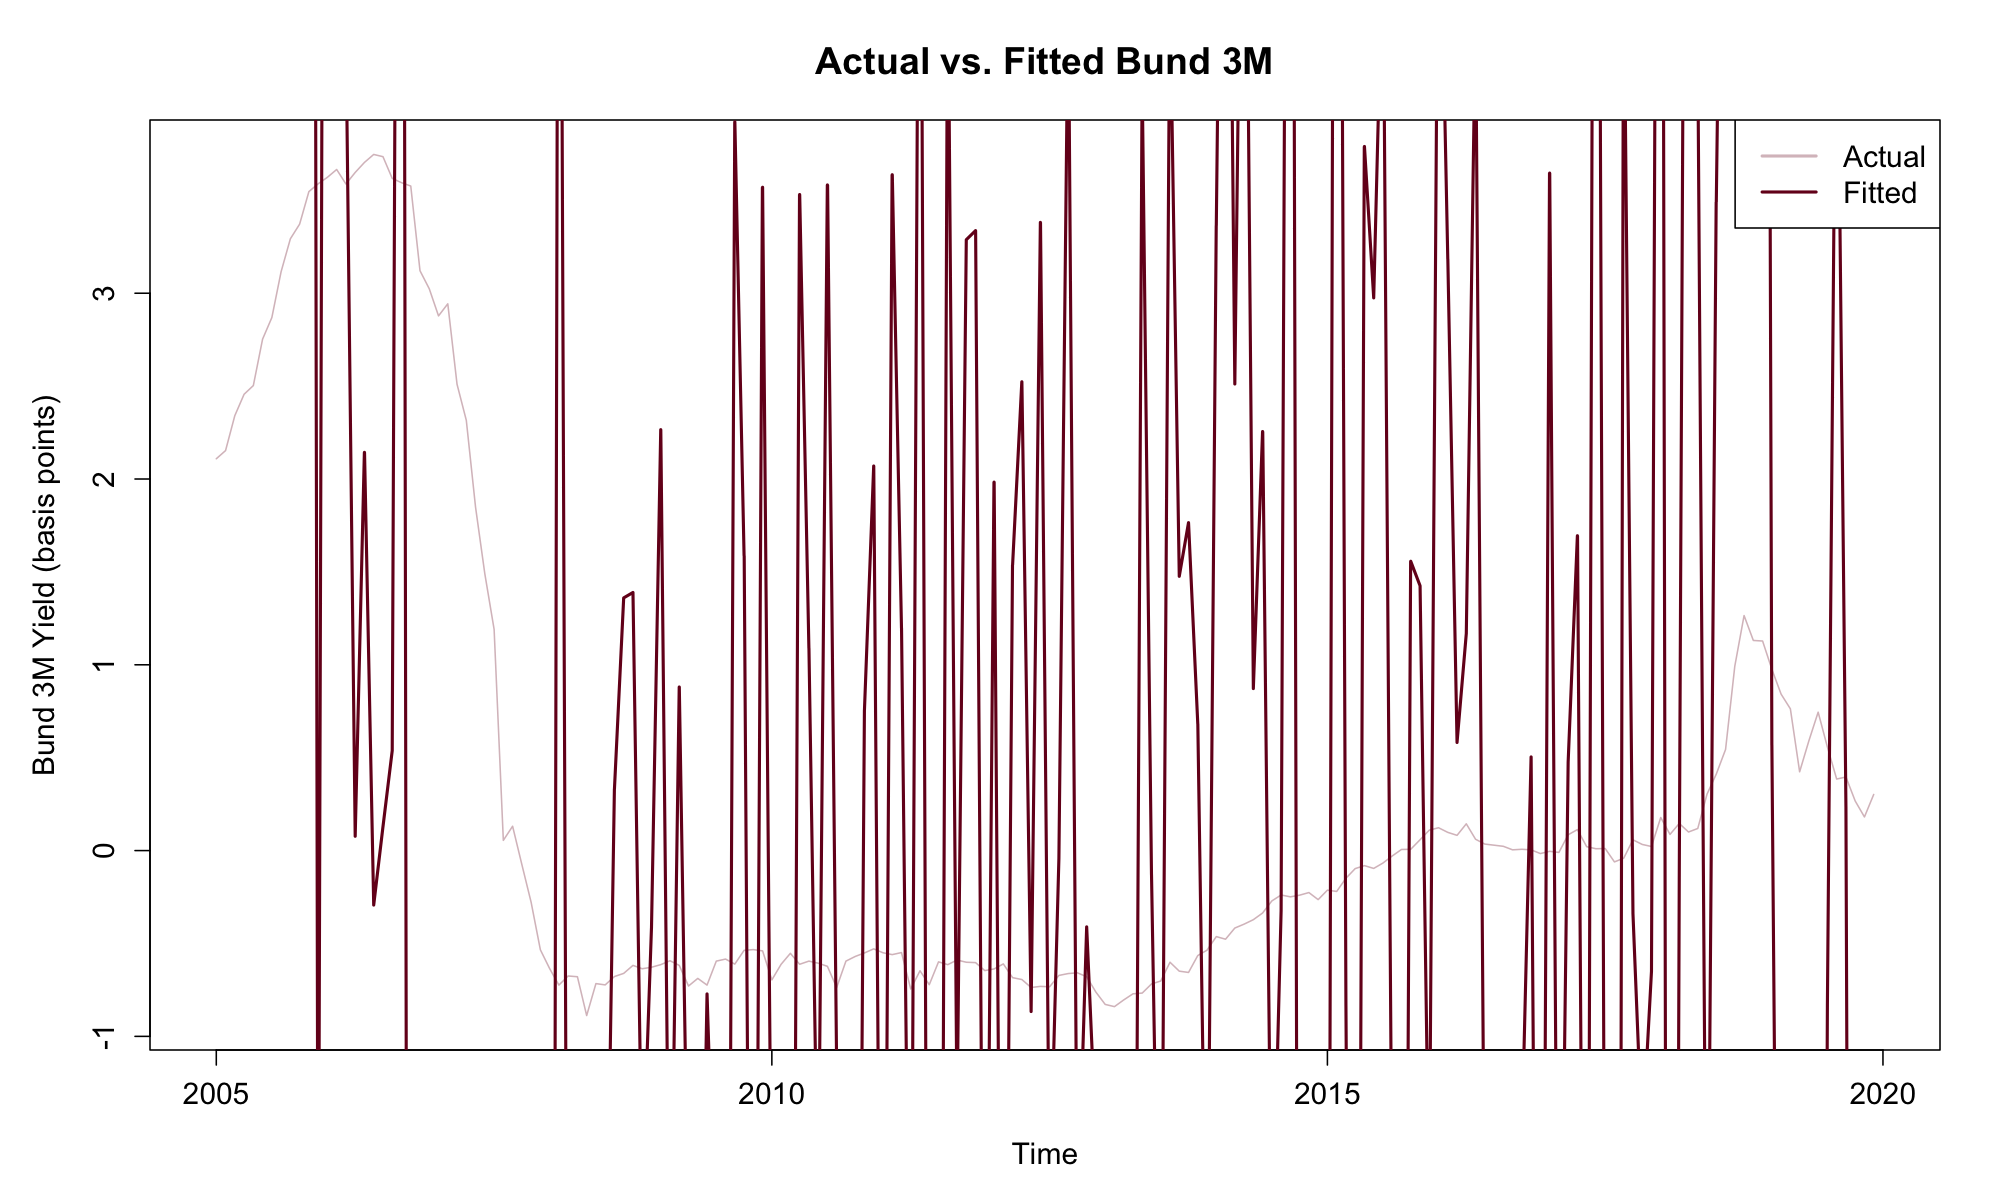 Actual vs. Fitted Bund 3M
Actual
Fitted
Bund 3M Yield (basis points)
3
2
1
0
-1
2005 2010 2015 2020
Time